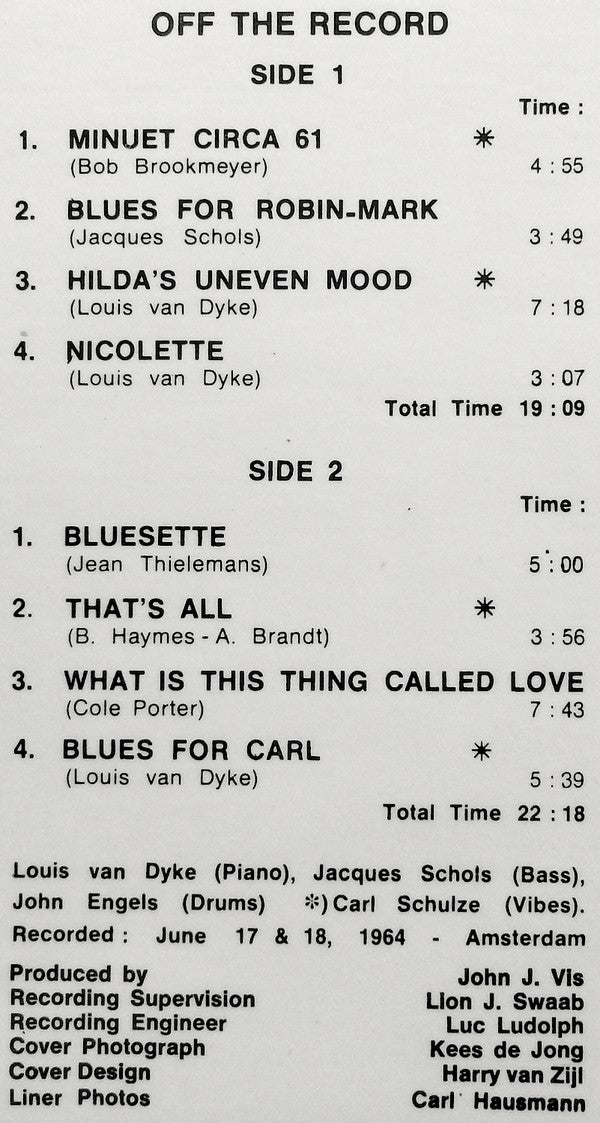 OFF THE RECORD
SIDE 1
Time :
1. MINUET CIRCA 61 ✳
(Bob Brookmeyer) 4 : 55
2. BLUES FOR ROBIN-MARK
(Jacques Schols) 3 : 49
3. HILDA'S UNEVEN MOOD ✳
(Louis van Dyke) 7 : 18
4. NICOLETTE
(Louis van Dyke) 3 : 07
Total Time 19 : 09
SIDE 2
Time :
1. BLUESETTE
(Jean Thielemans) 5 : 00
2. THAT'S ALL ✳
(B. Haymes - A. Brandt) 3 : 56
3. WHAT IS THIS THING CALLED LOVE
(Cole Porter) 7 : 43
4. BLUES FOR CARL ✳
(Louis van Dyke) 5 : 39
Total Time 22 : 18
Louis van Dyke (Piano), Jacques Schols (Bass),
John Engels (Drums) ✳) Carl Schulze (Vibes).
Recorded : June 17 & 18, 1964 - Amsterdam
Produced by John J. Vis
Recording Supervision Lion J. Swaab
Recording Engineer Luc Ludolph
Cover Photograph Kees de Jong
Cover Design Harry van Zijl
Liner Photos Carl Hausmann